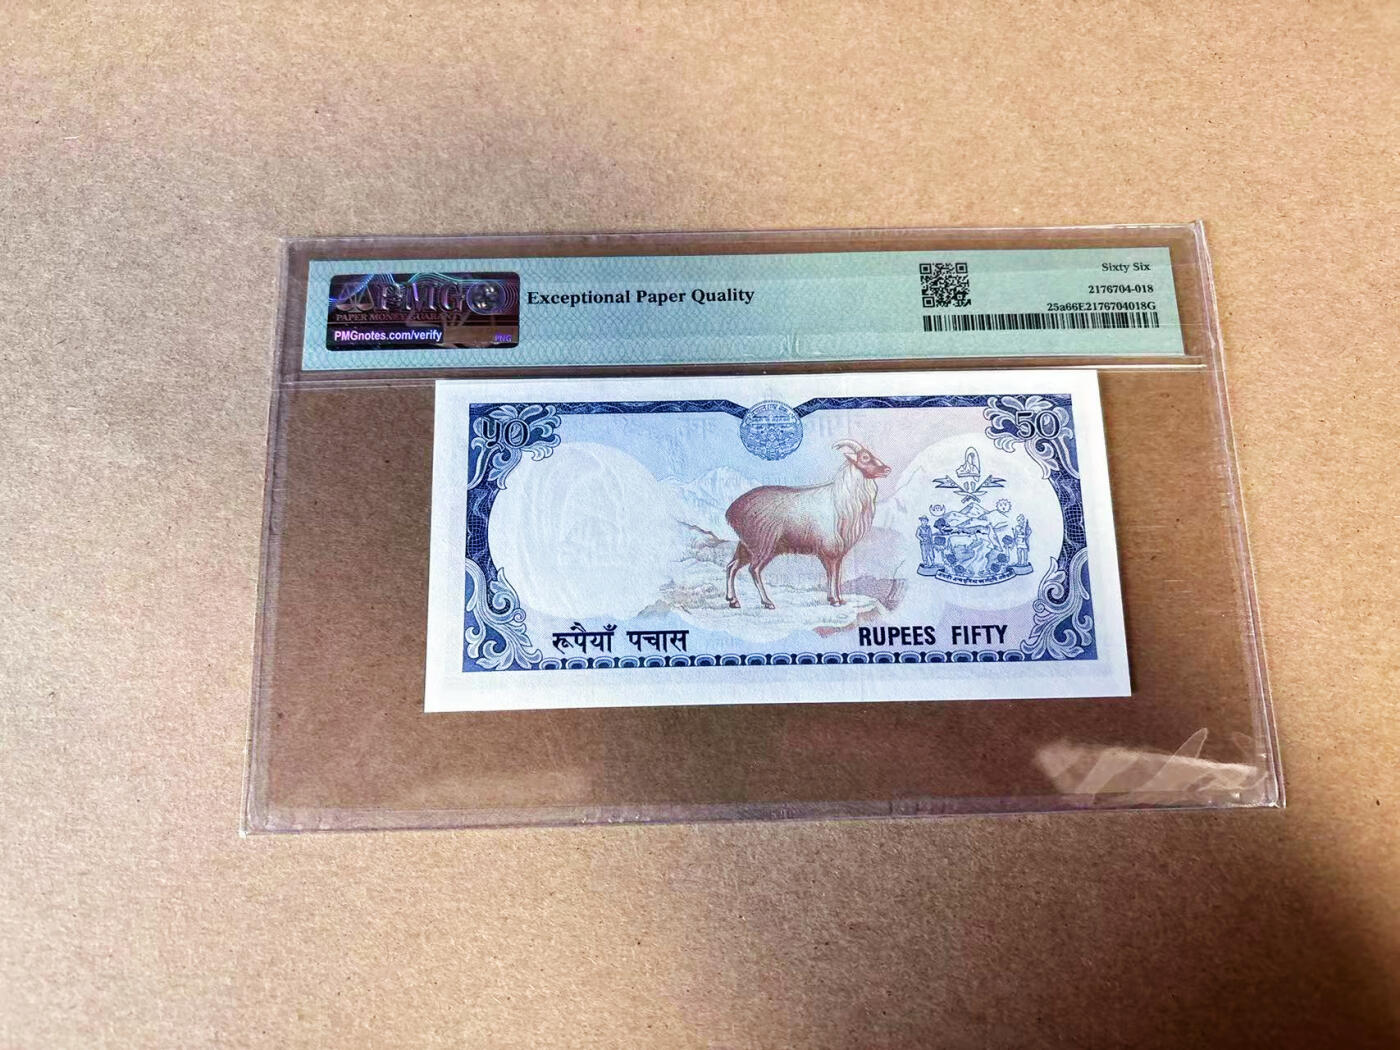 PMG
PAPER MONEY GUARANTY
PMGnotes.com/verify
PMG
Exceptional Paper Quality
Sixty Six
2176704-018
25a66E2176704018G
५०
50
रूपैयाँ पचास
RUPEES FIFTY